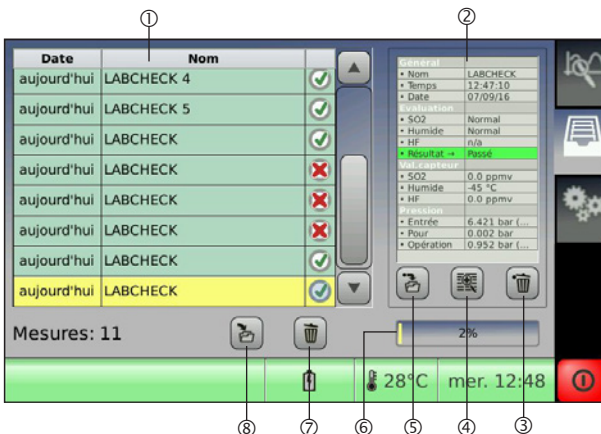 ① ②
Date Nom
aujourd'hui LABCHECK 4
aujourd'hui LABCHECK 5
aujourd'hui LABCHECK
aujourd'hui LABCHECK
aujourd'hui LABCHECK
aujourd'hui LABCHECK
aujourd'hui LABCHECK
aujourd'hui LABCHECK
Général
• Nom LABCHECK
• Temps 12:47:10
• Date 07/09/16
Evaluation
• SO2 Normal
• Humide Normal
• HF n/a
• Résultat → Passé
Val.capteur
• SO2 0.0 ppmv
• Humide -45 °C
• HF 0.0 ppmv
Pression
• Entrée 6.421 bar (...
• Pour 0.002 bar
• Opération 0.952 bar (...
Mesures: 11
2%
28°C mer. 12:48
⑧ ⑦ ⑥ ⑤ ④ ③